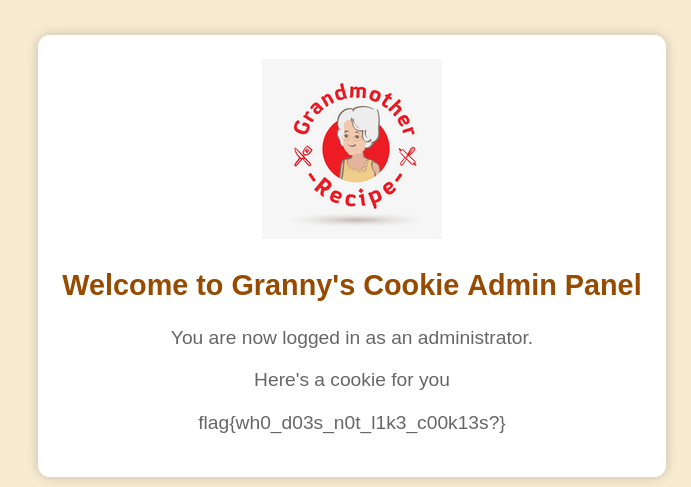 Grandmother
-Recipe-
Welcome to Granny's Cookie Admin Panel
You are now logged in as an administrator.
Here's a cookie for you
flag{wh0_d03s_n0t_l1k3_c00k13s?}